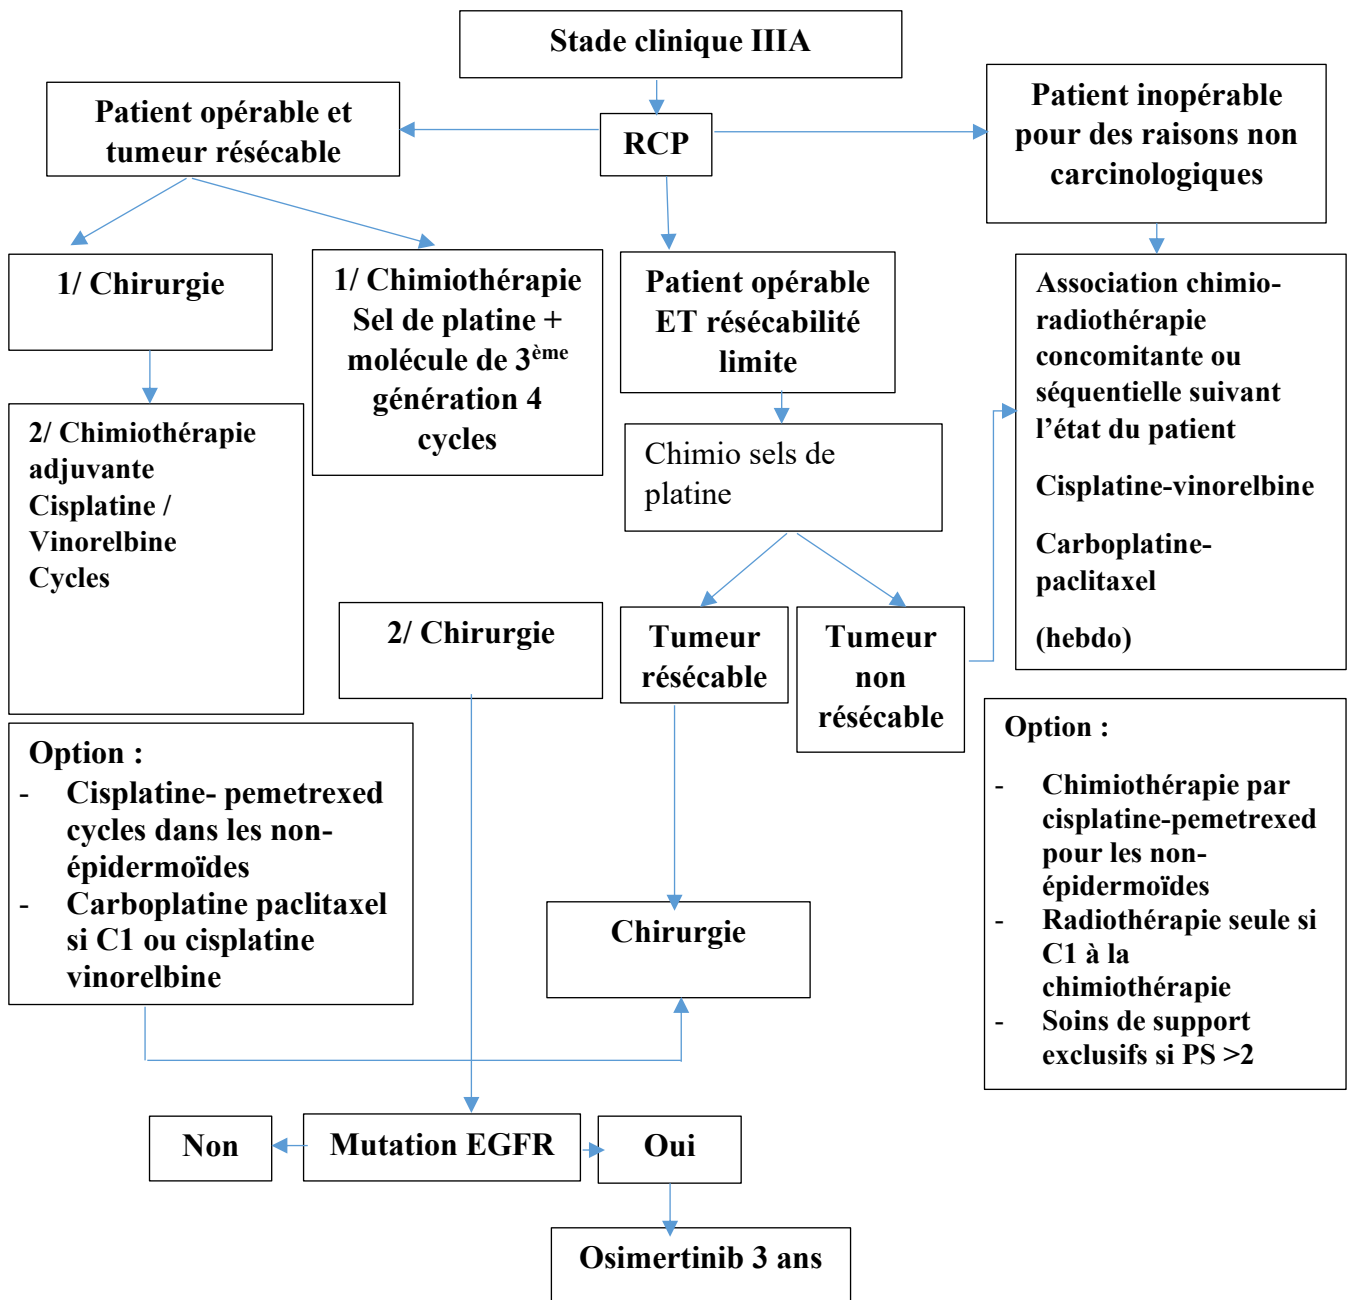 Stade clinique IIIA
Patient opérable et
tumeur résécable
RCP
Patient inopérable
pour des raisons non
carcinologiques
1/ Chirurgie
1/ Chimiothérapie
Sel de platine +
molécule de 3ème
génération 4
cycles
Patient opérable
ET résécabilité
limite
Association chimio-
radiothérapie
concomitante ou
séquentielle suivant
l'état du patient
Cisplatine-vinorelbine
Carboplatine-
paclitaxel
(hebdo)
2/ Chimiothérapie
adjuvante
Cisplatine /
Vinorelbine
Cycles
Chimio sels de
platine
2/ Chirurgie
Tumeur
résécable
Tumeur
non
résécable
Option :
- Cisplatine- pemetrexed
cycles dans les non-
épidermoïdes
- Carboplatine paclitaxel
si C1 ou cisplatine
vinorelbine
Chirurgie
Option :
- Chimiothérapie par
cisplatine-pemetrexed
pour les non-
épidermoïdes
- Radiothérapie seule si
C1 à la
chimiothérapie
- Soins de support
exclusifs si PS >2
Non
Mutation EGFR
Oui
Osimertinib 3 ans